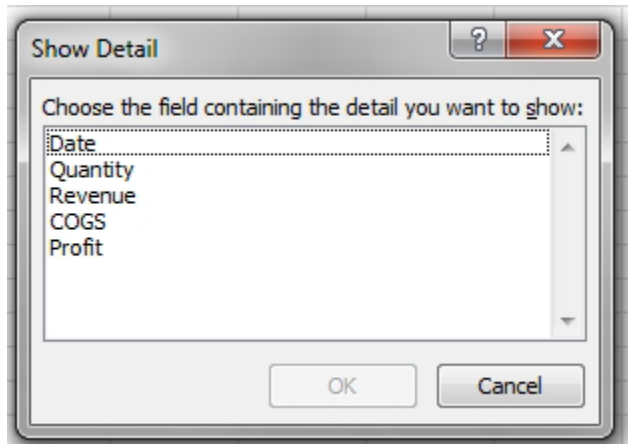 Show Detail
?
X
Choose the field containing the detail you want to show:
Date
Quantity
Revenue
COGS
Profit
OK
Cancel